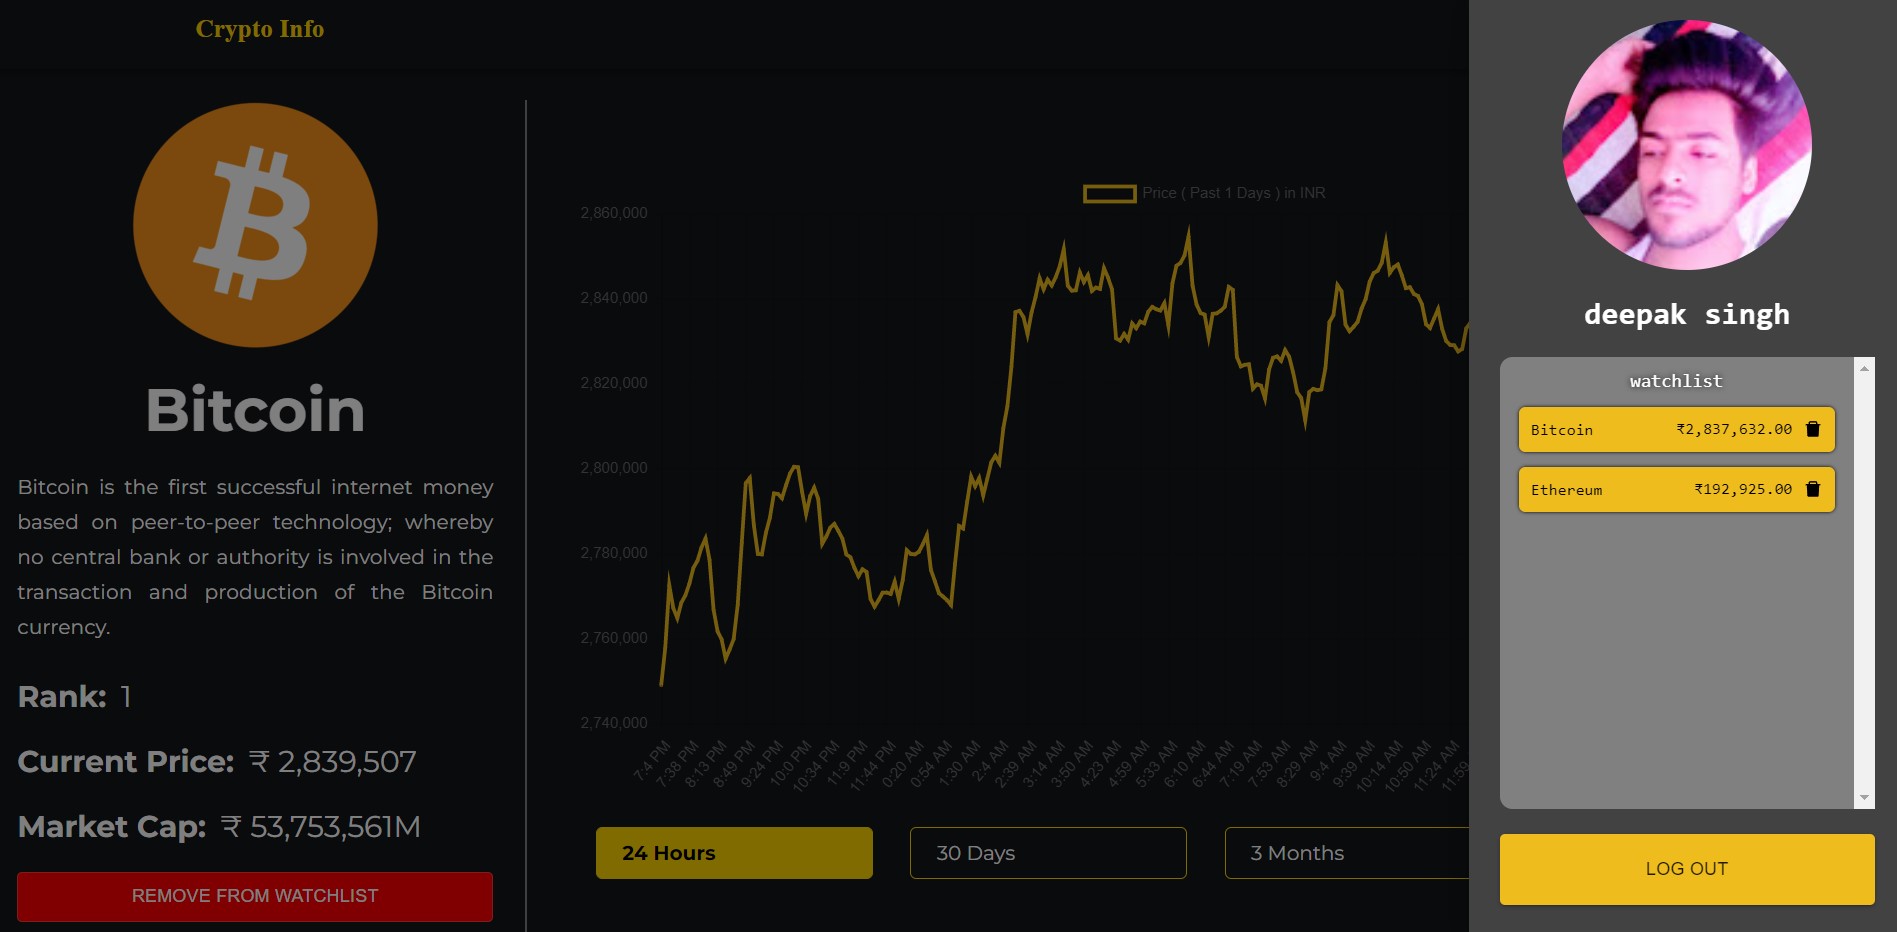 Crypto Info
Bitcoin
Bitcoin is the first successful internet money
based on peer-to-peer technology; whereby
no central bank or authority is involved in the
transaction and production of the Bitcoin
currency.
Rank: 1
Current Price: ₹ 2,839,507
Market Cap: ₹ 53,753,561M
REMOVE FROM WATCHLIST
Price ( Past 1 Days ) in INR
2,860,000
2,840,000
2,820,000
2,800,000
2,780,000
2,760,000
2,740,000
7:4 PM
7:38 PM
8:13 PM
8:49 PM
9:24 PM
10:0 PM
10:34 PM
11:9 PM
11:44 PM
0:20 AM
0:54 AM
1:30 AM
2:4 AM
2:39 AM
3:14 AM
3:50 AM
4:23 AM
4:59 AM
5:33 AM
6:10 AM
6:44 AM
7:19 AM
7:53 AM
8:29 AM
9:4 AM
9:39 AM
10:14 AM
10:50 AM
11:24 AM
11:59
24 Hours
30 Days
3 Months
deepak singh
watchlist
Bitcoin ₹2,837,632.00
Ethereum ₹192,925.00
LOG OUT